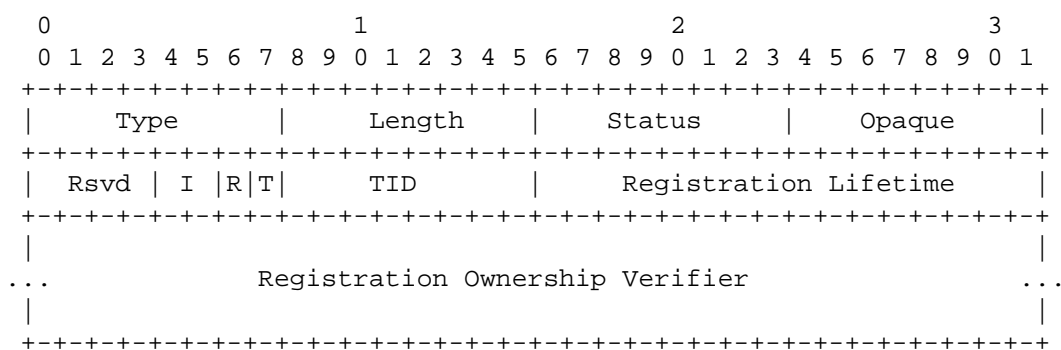 0                   1                   2                   3
 0 1 2 3 4 5 6 7 8 9 0 1 2 3 4 5 6 7 8 9 0 1 2 3 4 5 6 7 8 9 0 1
+-+-+-+-+-+-+-+-+-+-+-+-+-+-+-+-+-+-+-+-+-+-+-+-+-+-+-+-+-+-+-+-+
|     Type      |     Length    |    Status     |    Opaque     |
+-+-+-+-+-+-+-+-+-+-+-+-+-+-+-+-+-+-+-+-+-+-+-+-+-+-+-+-+-+-+-+-+
|  Rsvd | I |R|T|     TID       |     Registration Lifetime     |
+-+-+-+-+-+-+-+-+-+-+-+-+-+-+-+-+-+-+-+-+-+-+-+-+-+-+-+-+-+-+-+-+
|                                                               |
...             Registration Ownership Verifier                 ...
|                                                               |
+-+-+-+-+-+-+-+-+-+-+-+-+-+-+-+-+-+-+-+-+-+-+-+-+-+-+-+-+-+-+-+-+